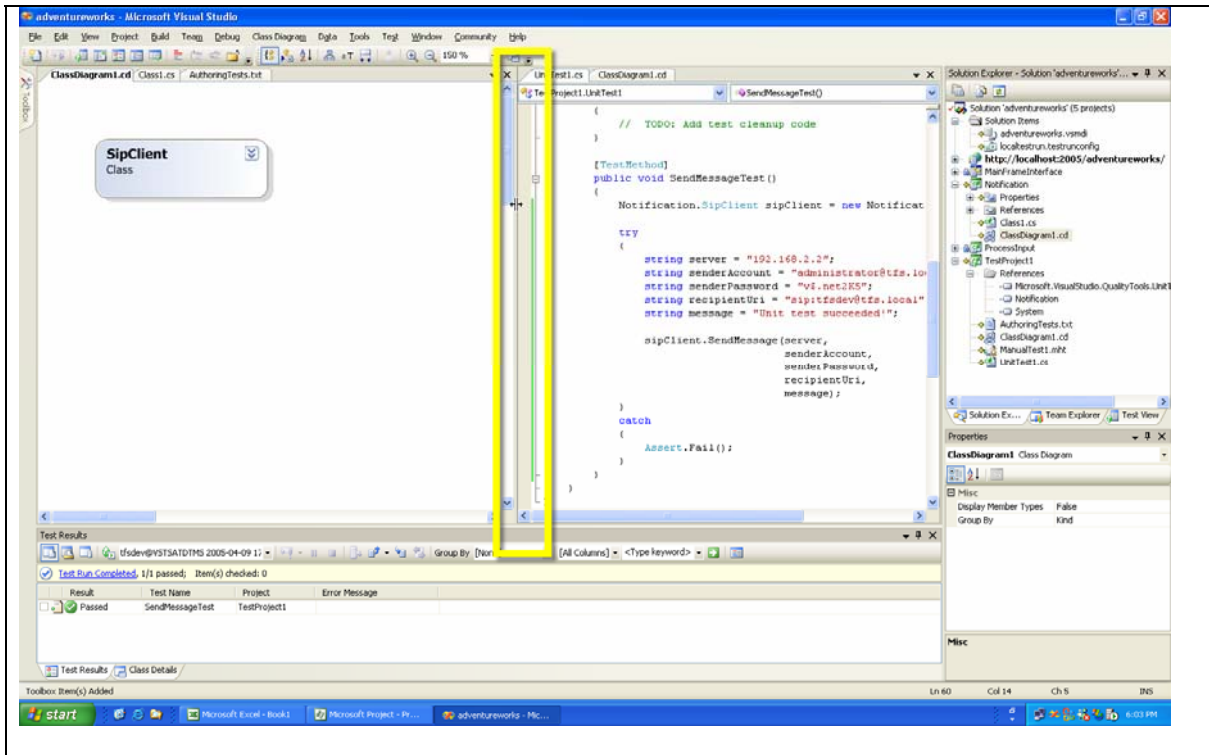 adventureworks - Microsoft Visual Studio
File Edit View Project Build Team Debug Class Diagram Data Tools Test Window Community Help
150 %
ClassDiagram1.cd Class1.cs AuthoringTests.txt
SipClient
Class
UnitTest1.cs ClassDiagram1.cd
TestProject1.UnitTest1 SendMessageTest()
{
// TODO: Add test cleanup code
}
[TestMethod]
public void SendMessageTest()
{
Notification.SipClient sipClient = new Notificat
try
{
string server = "192.168.2.2";
string senderAccount = "administrator@tfs.lo
string senderPassword = "v$.net2K5";
string recipientUri = "sip:tfsdev@tfs.local"
string message = "Unit test succeeded!";
sipClient.SendMessage(server,
senderAccount,
senderPassword,
recipientUri,
message);
}
catch
{
Assert.Fail();
}
}
}
Solution Explorer - Solution 'adventureworks'...
Solution 'adventureworks' (5 projects)
Solution Items
adventureworks.vsmdi
localtestrun.testrunconfig
http://localhost:2005/adventureworks/
MainFrameInterface
Notification
Properties
References
Class1.cs
ClassDiagram1.cd
ProcessInput
TestProject1
References
Microsoft.VisualStudio.QualityTools.UnitT
Notification
System
AuthoringTests.txt
ClassDiagram1.cd
ManualTest1.mht
UnitTest1.cs
Solution Ex... Team Explorer Test View
Properties
ClassDiagram1 Class Diagram
Misc
Display Member Types False
Group By Kind
Misc
Test Results
tfsdev@VSTSATDTMS 2005-04-09 17 Group By [Non [All Columns] <Type keyword>
Test Run Completed, 1/1 passed; Item(s) checked: 0
Result Test Name Project Error Message
Passed SendMessageTest TestProject1
Test Results Class Details
Toolbox Item(s) Added Ln 60 Col 14 Ch 5 INS
start Microsoft Excel - Book1 Microsoft Project - Pr... adventureworks - Mic... 6:03 PM